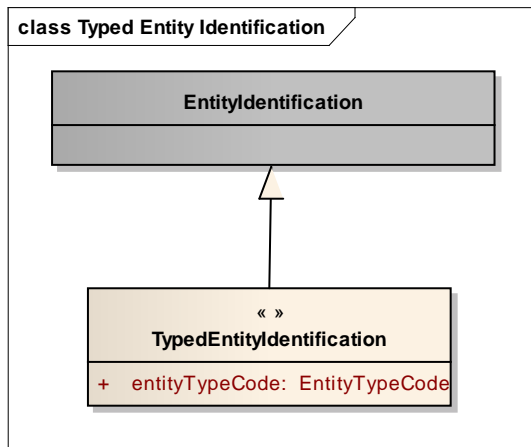 class Typed Entity Identification
EntityIdentification
« »
TypedEntityIdentification
+ entityTypeCode: EntityTypeCode